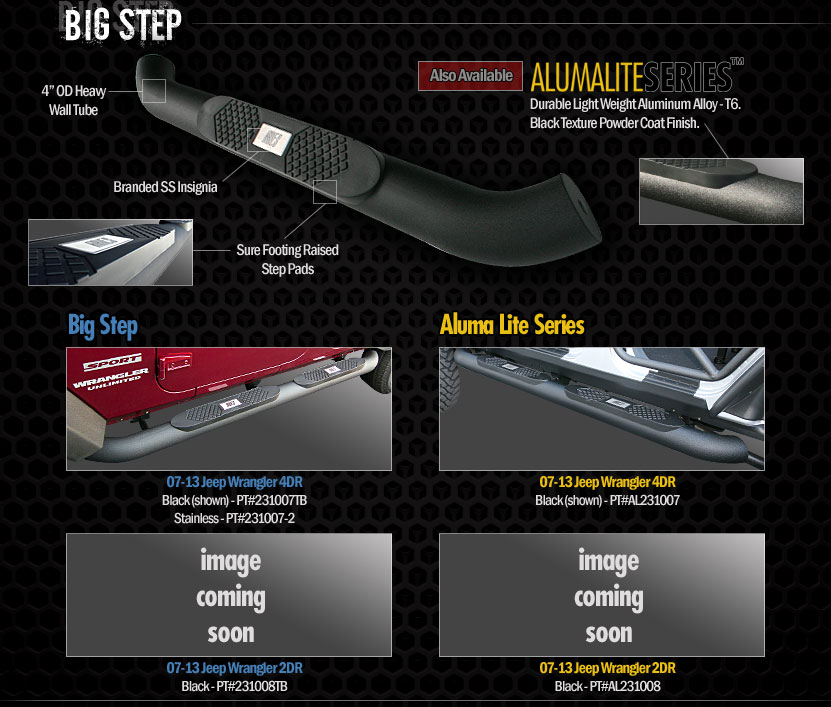 BIG STEP
4" OD Heavy
Wall Tube
Branded SS Insignia
Sure Footing Raised
Step Pads
Also Available
ALUMALITESERIES™
Durable Light Weight Aluminum Alloy - T6.
Black Texture Powder Coat Finish.
Big Step
SPORT
WRANGLER
UNLIMITED
07-13 Jeep Wrangler 4DR
Black (shown) - PT#231007TB
Stainless - PT#231007-2
Aluma Lite Series
07-13 Jeep Wrangler 4DR
Black (shown) - PT#AL231007
image
coming
soon
07-13 Jeep Wrangler 2DR
Black - PT#231008TB
image
coming
soon
07-13 Jeep Wrangler 2DR
Black - PT#AL231008